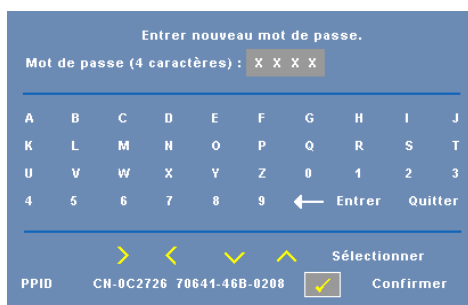 Entrer nouveau mot de passe.
Mot de passe (4 caractères) : X X X X
A B C D E F G H I J
K L M N O P Q R S T
U V W X Y Z 0 1 2 3
4 5 6 7 8 9 Entrer Quitter
Sélectionner
PPID CN-0C2726 70641-46B-0208 Confirmer